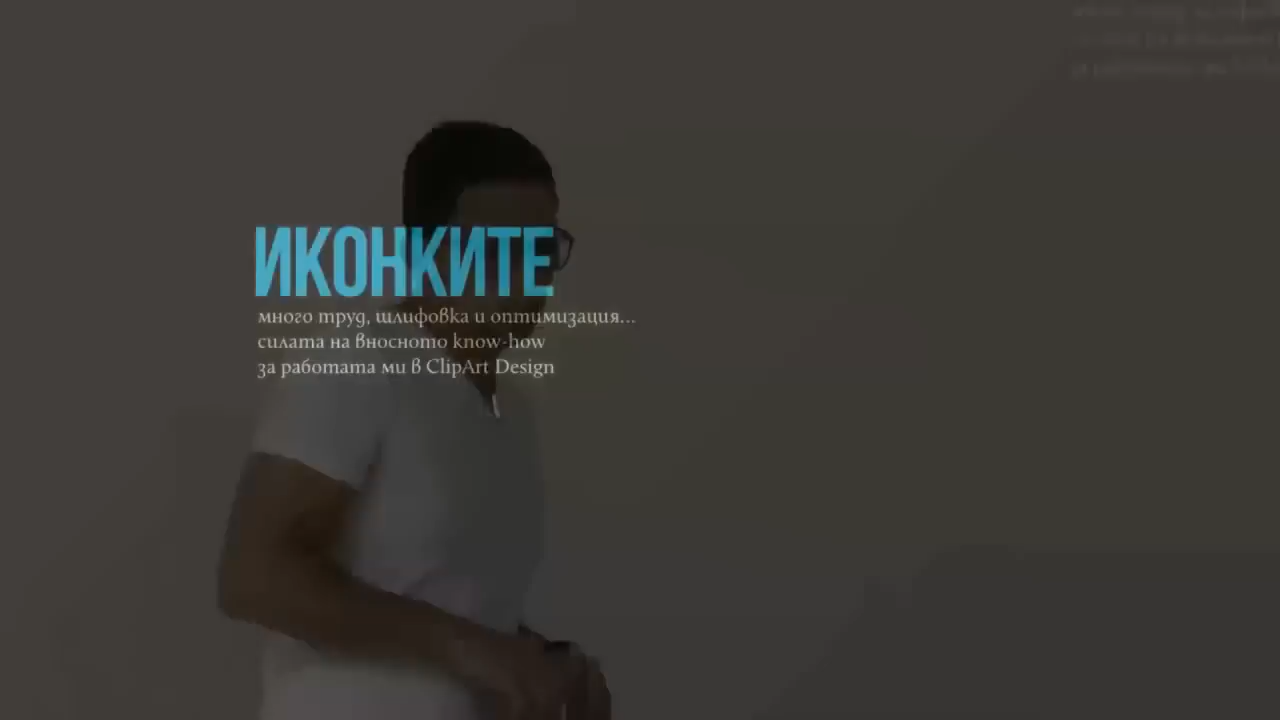 ИКОНКИТЕ
много труд, шлифовка и оптимизация...
силата на вносното know-how
за работата ми в ClipArt Design